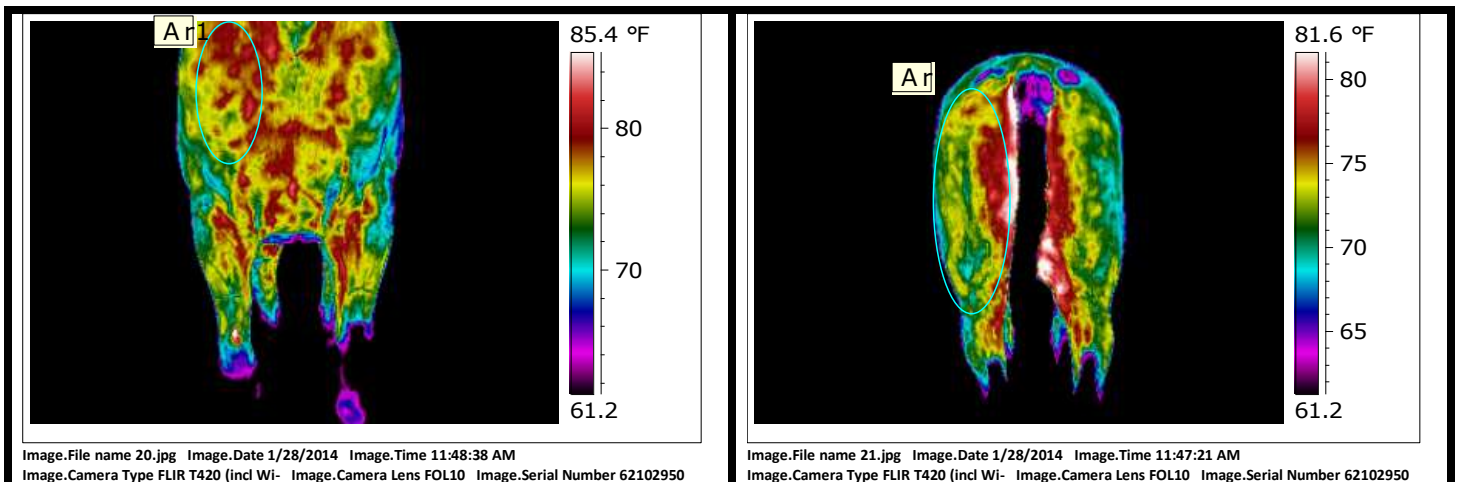 Ar1
85.4 °F
80
70
61.2
Image.File name 20.jpg Image.Date 1/28/2014 Image.Time 11:48:38 AM
Image.Camera Type FLIR T420 (incl Wi- Image.Camera Lens FOL10 Image.Serial Number 62102950
Ar
81.6 °F
80
75
70
65
61.2
Image.File name 21.jpg Image.Date 1/28/2014 Image.Time 11:47:21 AM
Image.Camera Type FLIR T420 (incl Wi- Image.Camera Lens FOL10 Image.Serial Number 62102950